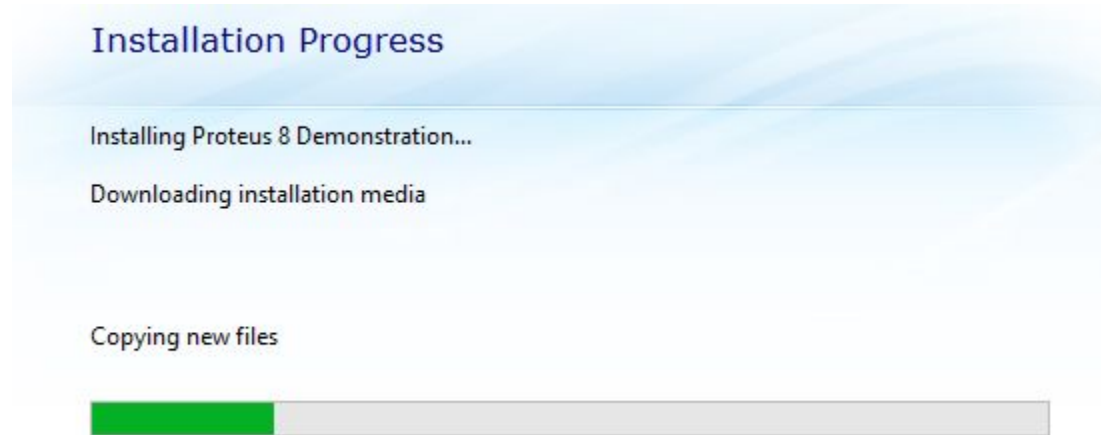 Installation Progress
Installing Proteus 8 Demonstration...
Downloading installation media
Copying new files